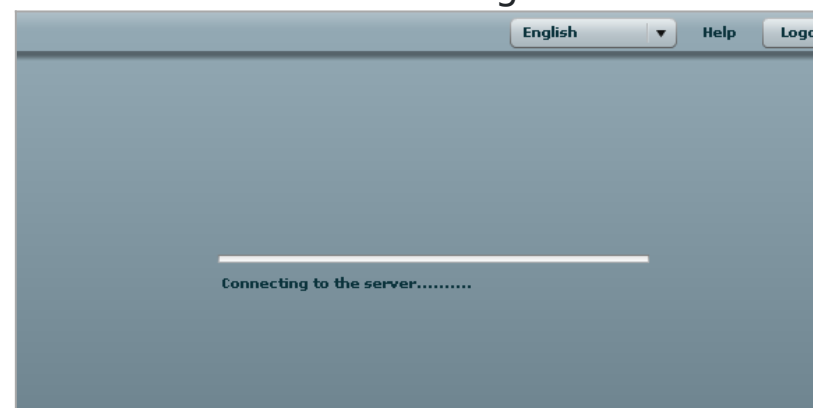 English Help
Connecting to the server..........